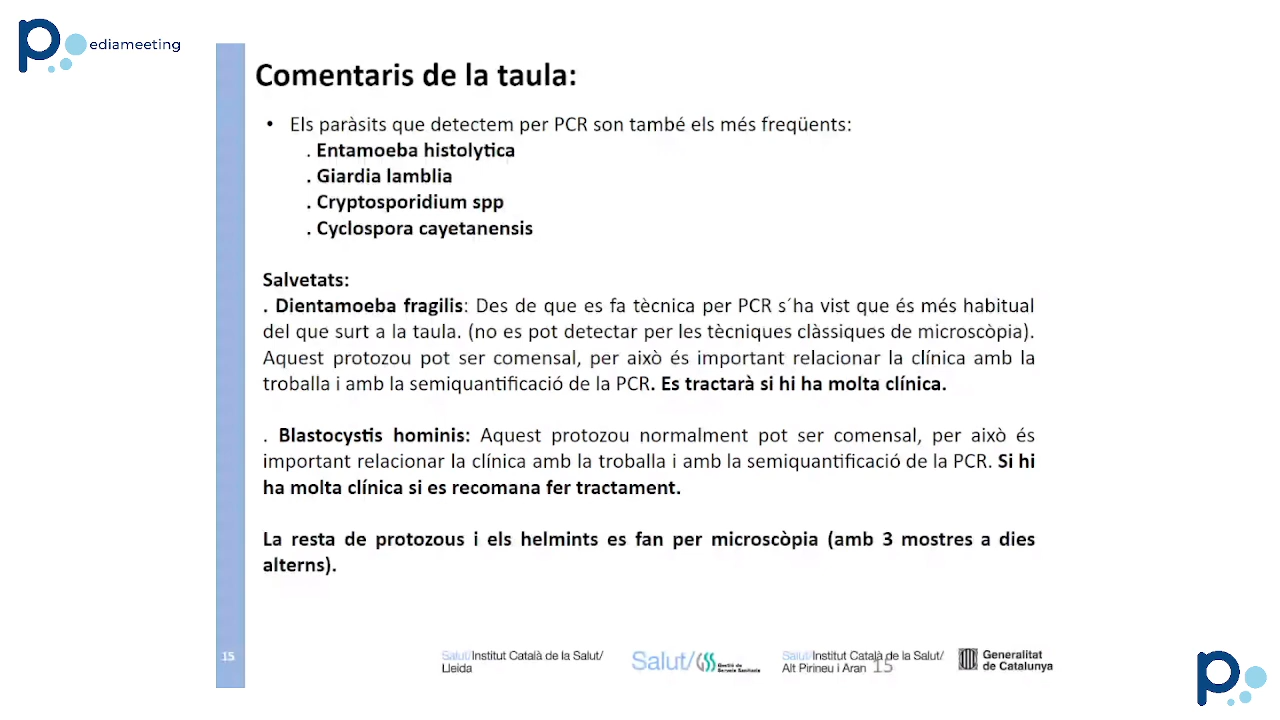 ediameeting
Comentaris de la taula:
• Els paràsits que detectem per PCR son també els més freqüents:
. Entamoeba histolytica
. Giardia lamblia
. Cryptosporidium spp
. Cyclospora cayetanensis
Salvetats:
. Dientamoeba fragilis: Des de que es fa tècnica per PCR s´ha vist que és més habitual
del que surt a la taula. (no es pot detectar per les tècniques clàssiques de microscòpia).
Aquest protozou pot ser comensal, per això és important relacionar la clínica amb la
troballa i amb la semiquantificació de la PCR. Es tractarà si hi ha molta clínica.
. Blastocystis hominis: Aquest protozou normalment pot ser comensal, per això és
important relacionar la clínica amb la troballa i amb la semiquantificació de la PCR. Si hi
ha molta clínica si es recomana fer tractament.
La resta de protozous i els helmints es fan per microscòpia (amb 3 mostres a dies
alterns).
15
Salut/Institut Català de la Salut/
Lleida
Salut/ Gestió de
Serveis Sanitaris
Salut/Institut Català de la Salut/
Alt Pirineu i Aran 15
Generalitat
de Catalunya